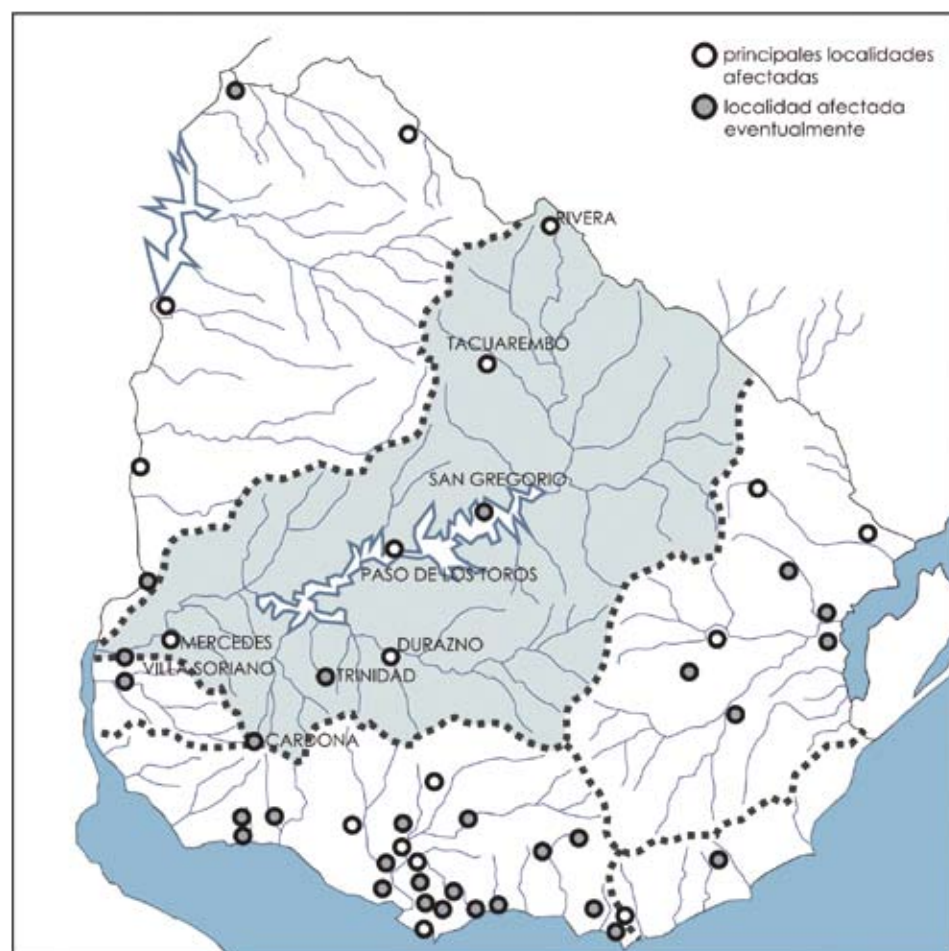 principales localidades
afectadas
localidad afectada
eventualmente
RIVERA
TACUAREMBO
SAN GREGORIO
PASO DE LOS TOROS
MERCEDES
DURAZNO
VILLA SORIANO
TRINIDAD
CARDONA